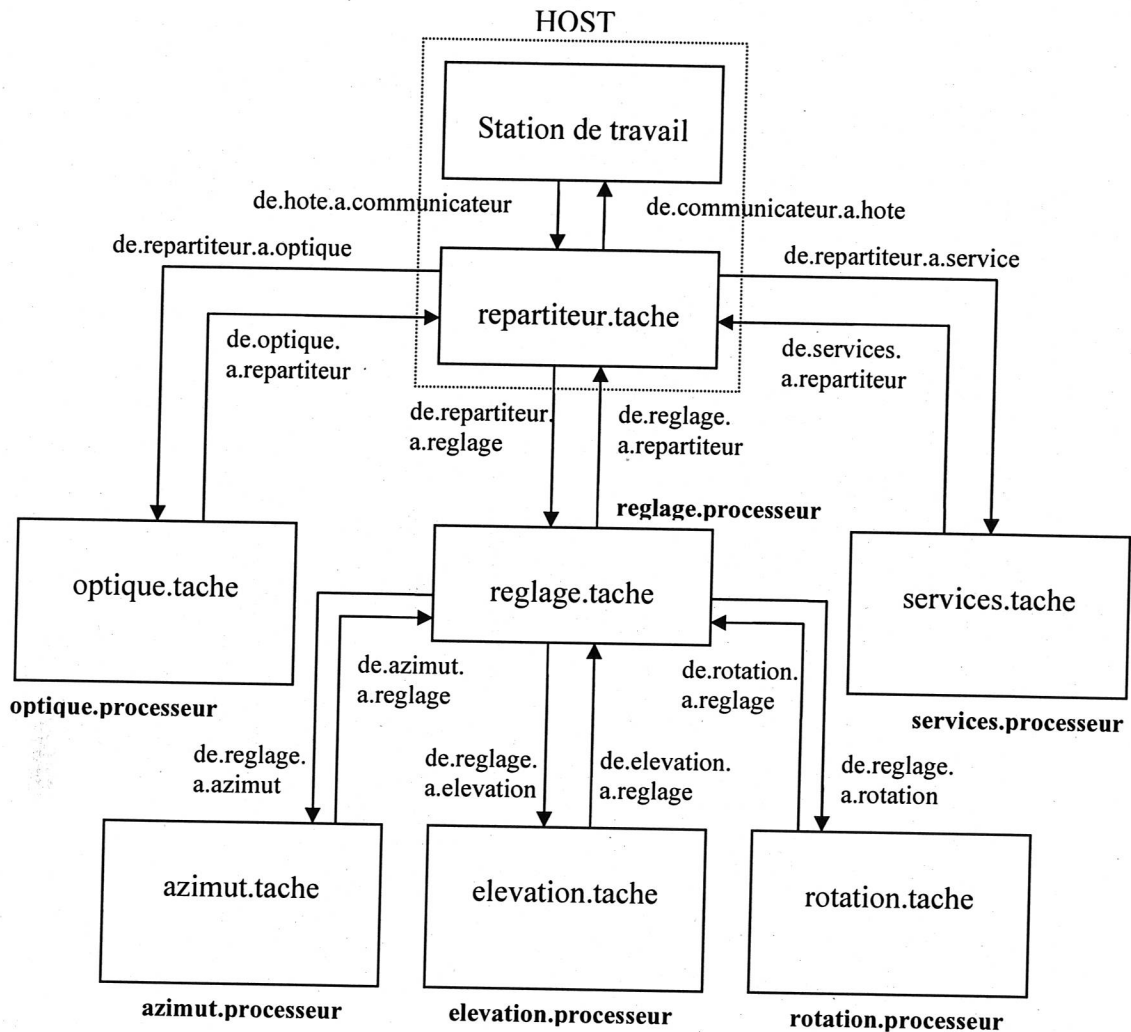 HOST
Station de travail
de.hote.a.communicateur
de.communicateur.a.hote
de.repartiteur.a.optique
de.repartiteur.a.service
repartiteur.tache
de.optique.
a.repartiteur
de.services.
a.repartiteur
de.repartiteur.
a.reglage
de.reglage.
a.repartiteur
reglage.processeur
optique.tache
reglage.tache
services.tache
de.azimut.
a.reglage
de.rotation.
a.reglage
optique.processeur
services.processeur
de.reglage.
a.azimut
de.reglage.
a.elevation
de.elevation.
a.reglage
de.reglage.
a.rotation
azimut.tache
elevation.tache
rotation.tache
azimut.processeur
elevation.processeur
rotation.processeur